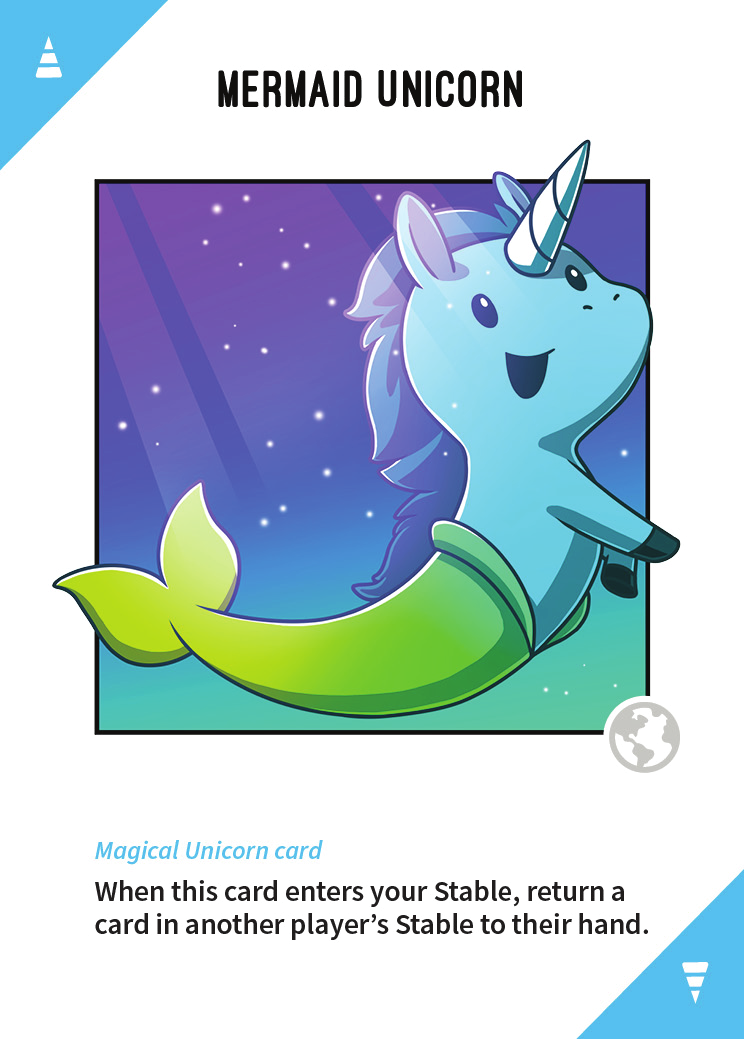 MERMAID UNICORN
Magical Unicorn card
When this card enters your Stable, return a
card in another player’s Stable to their hand.